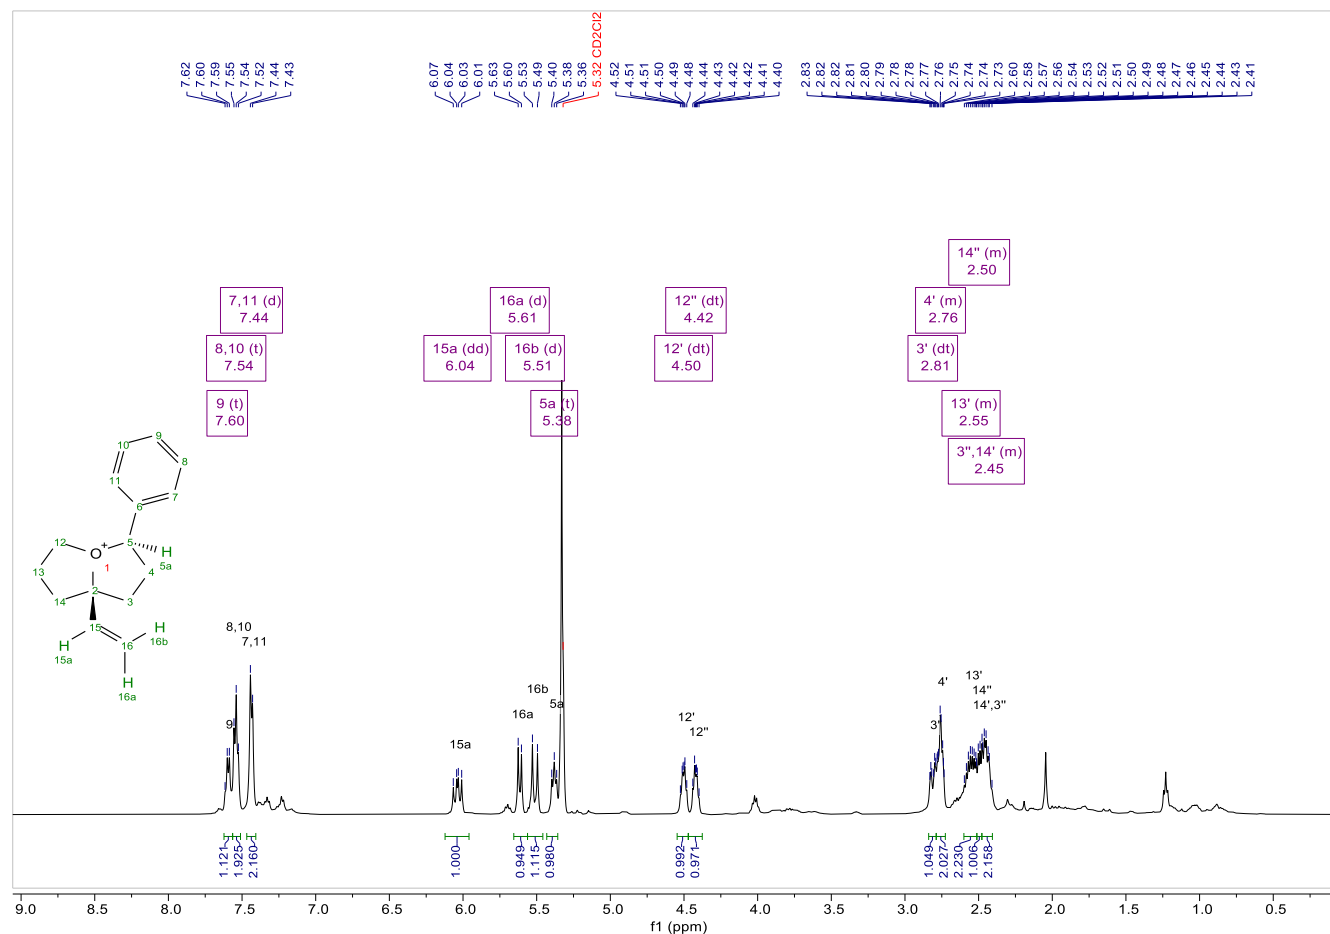 7.62 7.60 7.59 7.55 7.54 7.52 7.44 7.43 6.07 6.04 6.03 6.01 5.63 5.60 5.53 5.49 5.40 5.38 5.36 5.32 CD2Cl2 4.52 4.51 4.51 4.50 4.49 4.48 4.44 4.43 4.42 4.42 4.41 4.40 2.83 2.82 2.82 2.81 2.80 2.79 2.78 2.78 2.77 2.76 2.75 2.74 2.74 2.73 2.60 2.58 2.57 2.56 2.54 2.53 2.52 2.51 2.50 2.49 2.48 2.47 2.46 2.45 2.44 2.43 2.41
14" (m)
2.50
7,11 (d)
7.44
16a (d)
5.61
12" (dt)
4.42
4' (m)
2.76
8,10 (t)
7.54
15a (dd)
6.04
16b (d)
5.51
12' (dt)
4.50
3' (dt)
2.81
9 (t)
7.60
5a (t)
5.38
13' (m)
2.55
3",14' (m)
2.45
9
10
8
11
7
6
12
O
+
5
H
1
5a
13
4
2
14
3
15
H
16
H
16b
15a
H
16a
8,10
7,11
9
15a
16a
16b
5a
12'
12"
4'
3'
13'
14"
14',3"
1.121 1.925 2.160 1.000 0.949 1.115 0.980 0.992 0.971 1.049 2.027 2.230 1.006 2.158
9.0 8.5 8.0 7.5 7.0 6.5 6.0 5.5 5.0 4.5 4.0 3.5 3.0 2.5 2.0 1.5 1.0 0.5
f1 (ppm)